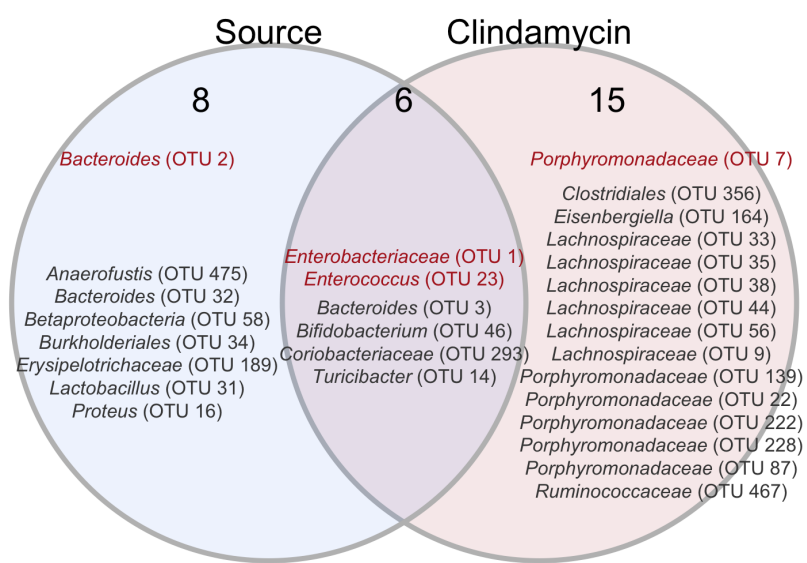 Source
Clindamycin
8
6
15
Bacteroides (OTU 2)
Anaerofustis (OTU 475)
Bacteroides (OTU 32)
Betaproteobacteria (OTU 58)
Burkholderiales (OTU 34)
Erysipelotrichaceae (OTU 189)
Lactobacillus (OTU 31)
Proteus (OTU 16)
Enterobacteriaceae (OTU 1)
Enterococcus (OTU 23)
Bacteroides (OTU 3)
Bifidobacterium (OTU 46)
Coriobacteriaceae (OTU 293)
Turicibacter (OTU 14)
Porphyromonadaceae (OTU 7)
Clostridiales (OTU 356)
Eisenbergiella (OTU 164)
Lachnospiraceae (OTU 33)
Lachnospiraceae (OTU 35)
Lachnospiraceae (OTU 38)
Lachnospiraceae (OTU 44)
Lachnospiraceae (OTU 56)
Lachnospiraceae (OTU 9)
Porphyromonadaceae (OTU 139)
Porphyromonadaceae (OTU 22)
Porphyromonadaceae (OTU 222)
Porphyromonadaceae (OTU 228)
Porphyromonadaceae (OTU 87)
Ruminococcaceae (OTU 467)